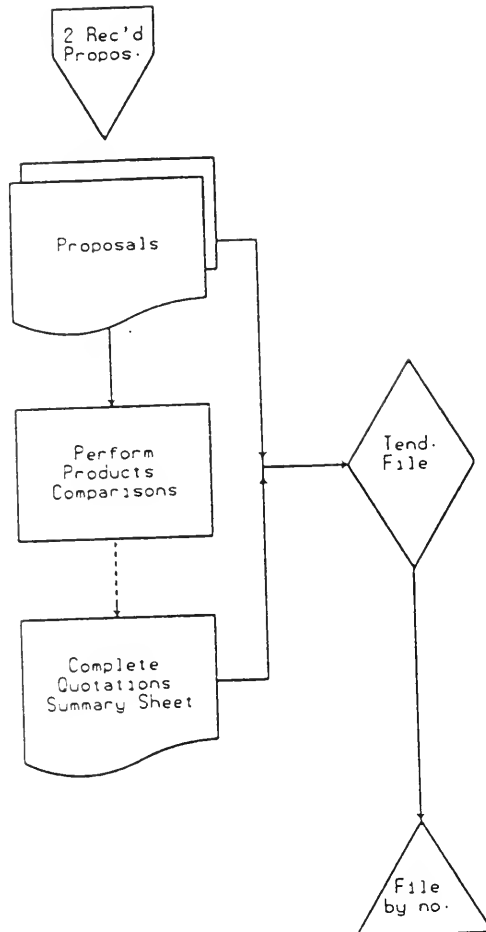 2 Rec'd
Propos.
Proposals
Perform
Products
Comparisons
Complete
Quotations
Summary Sheet
Tend.
File
File
by no.